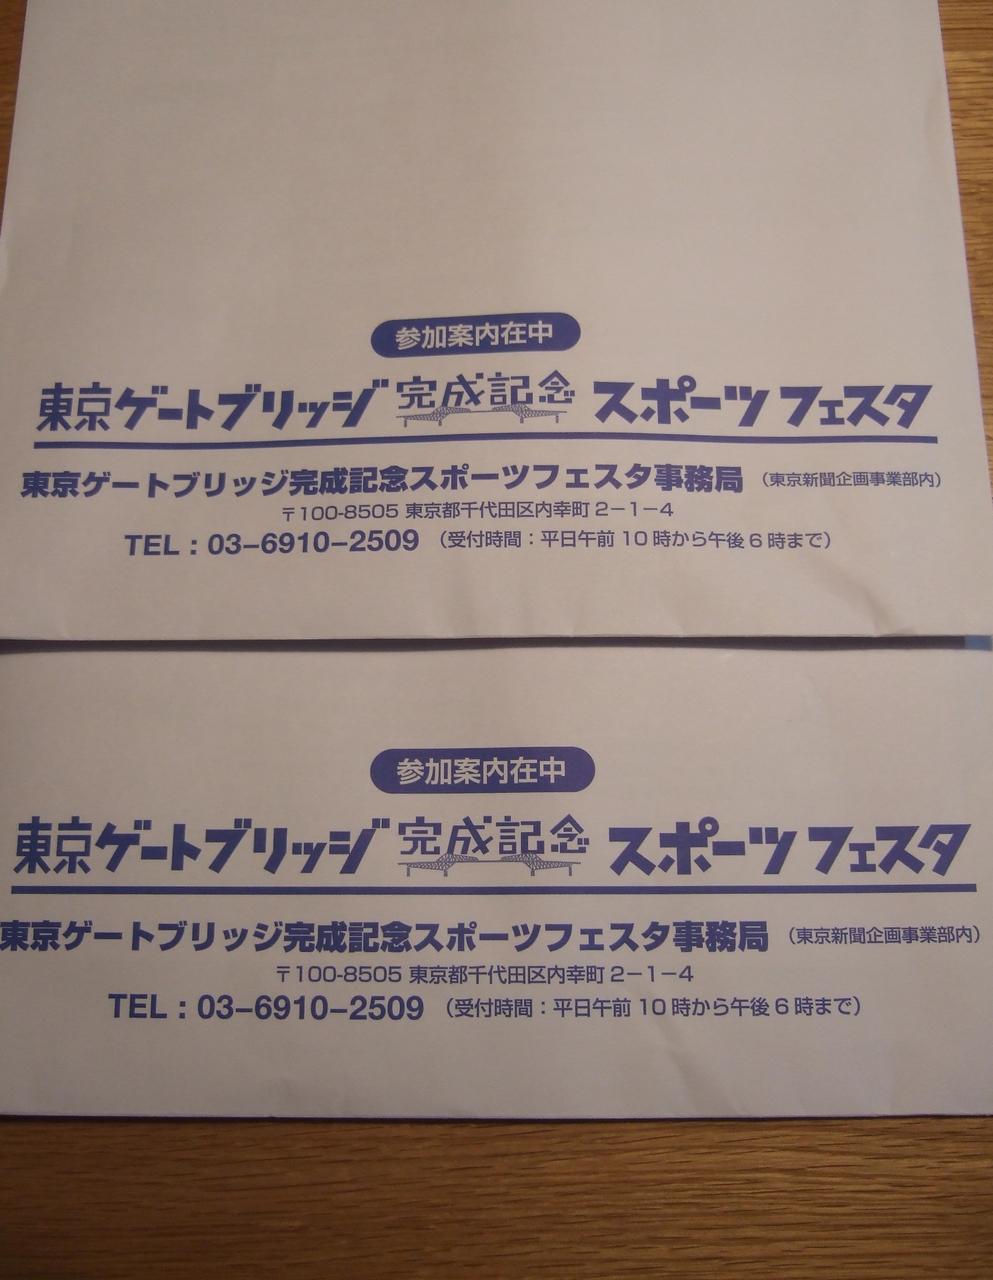 参加案内在中
東京ゲートブリッジ 完成記念 スポーツフェスタ
東京ゲートブリッジ完成記念スポーツフェスタ事務局 （東京新聞企画事業部内）
〒100-8505 東京都千代田区内幸町2－1－4
TEL：03−6910−2509 （受付時間：平日午前10時から午後6時まで）
参加案内在中
東京ゲートブリッジ 完成記念 スポーツフェスタ
東京ゲートブリッジ完成記念スポーツフェスタ事務局 （東京新聞企画事業部内）
〒100-8505 東京都千代田区内幸町2－1－4
TEL：03−6910−2509 （受付時間：平日午前10時から午後6時まで）